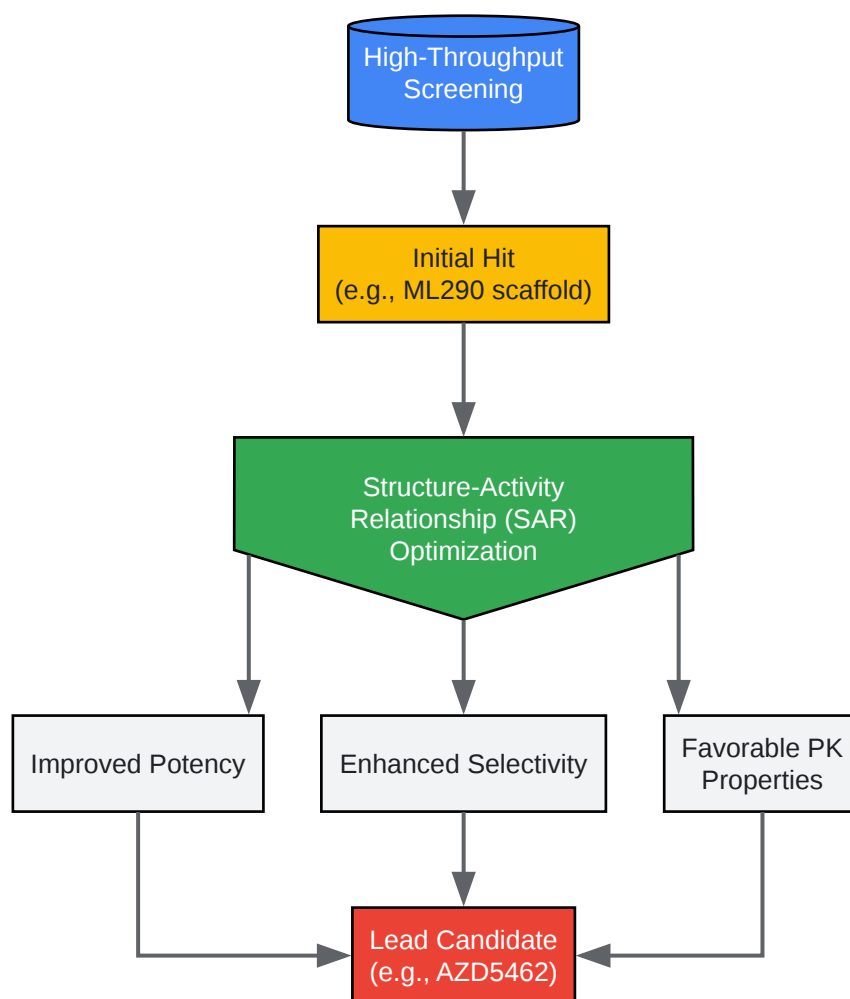 High-Throughput
Screening
Initial Hit
(e.g., ML290 scaffold)
Structure-Activity
Relationship (SAR)
Optimization
Improved Potency
Enhanced Selectivity
Favorable PK
Properties
Lead Candidate
(e.g., AZD5462)